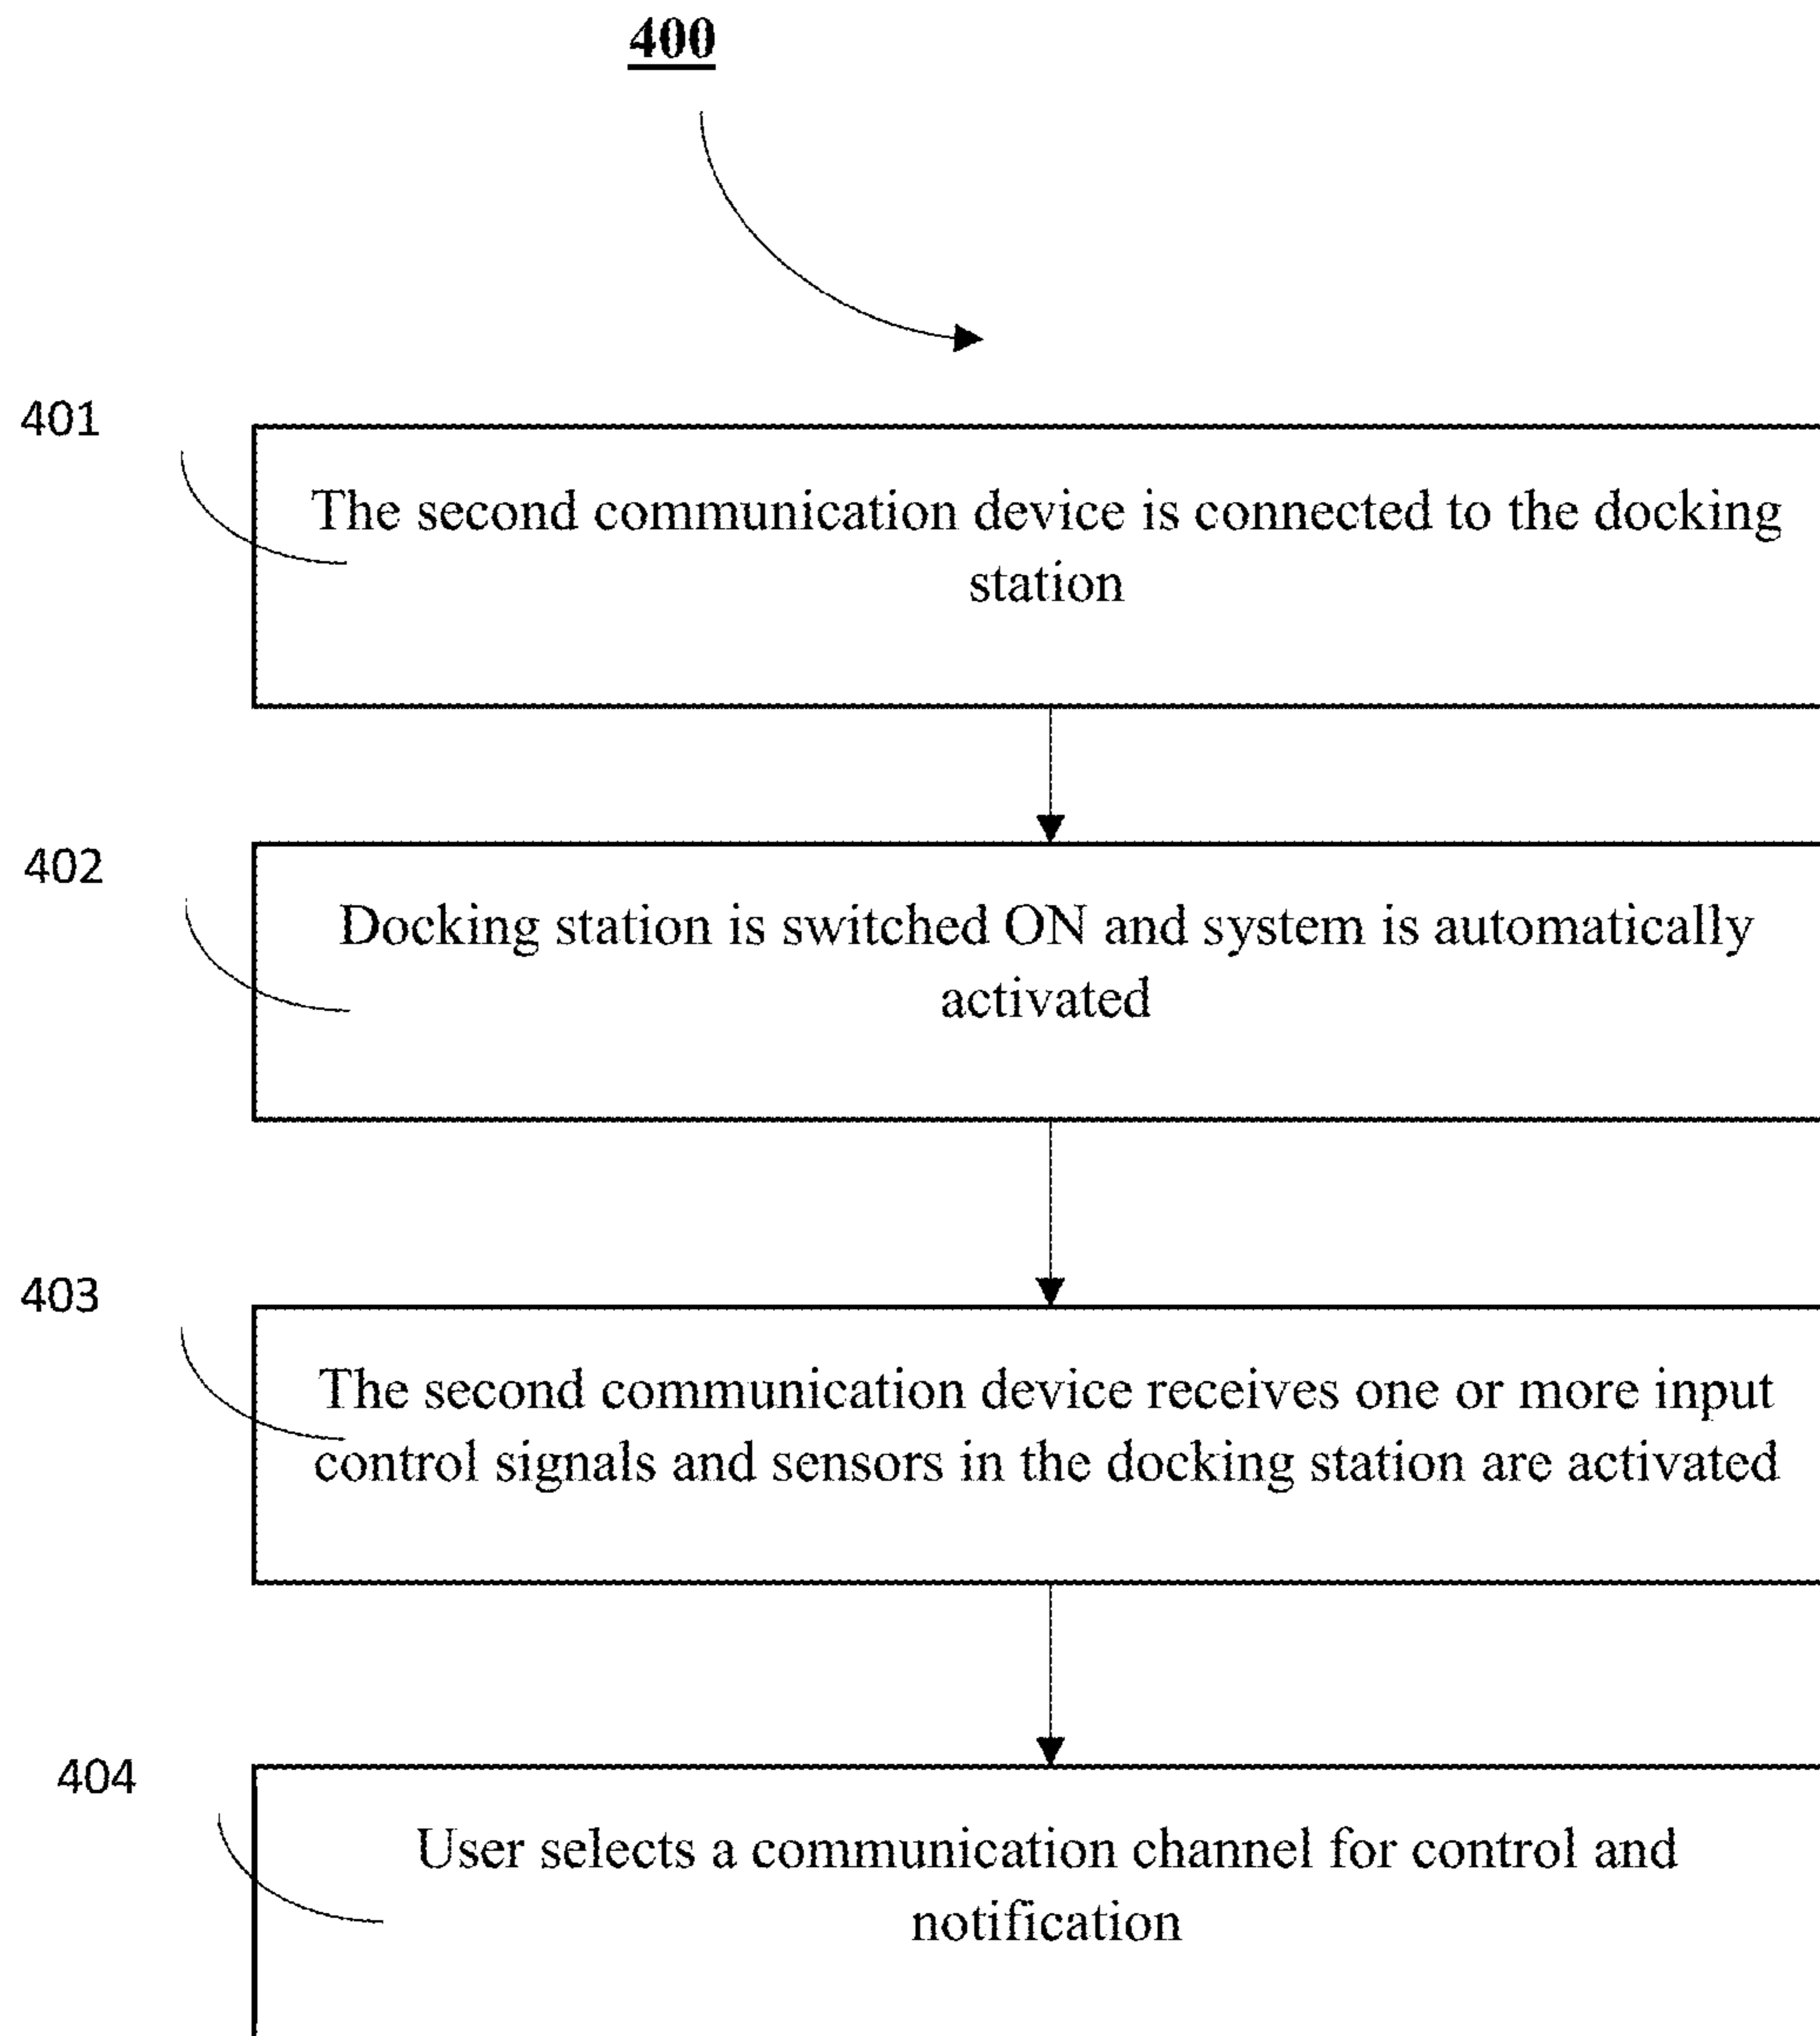 400
401
The second communication device is connected to the docking
station
402
Docking station is switched ON and system is automatically
activated
403
The second communication device receives one or more input
control signals and sensors in the docking station are activated
404
User selects a communication channel for control and
notification